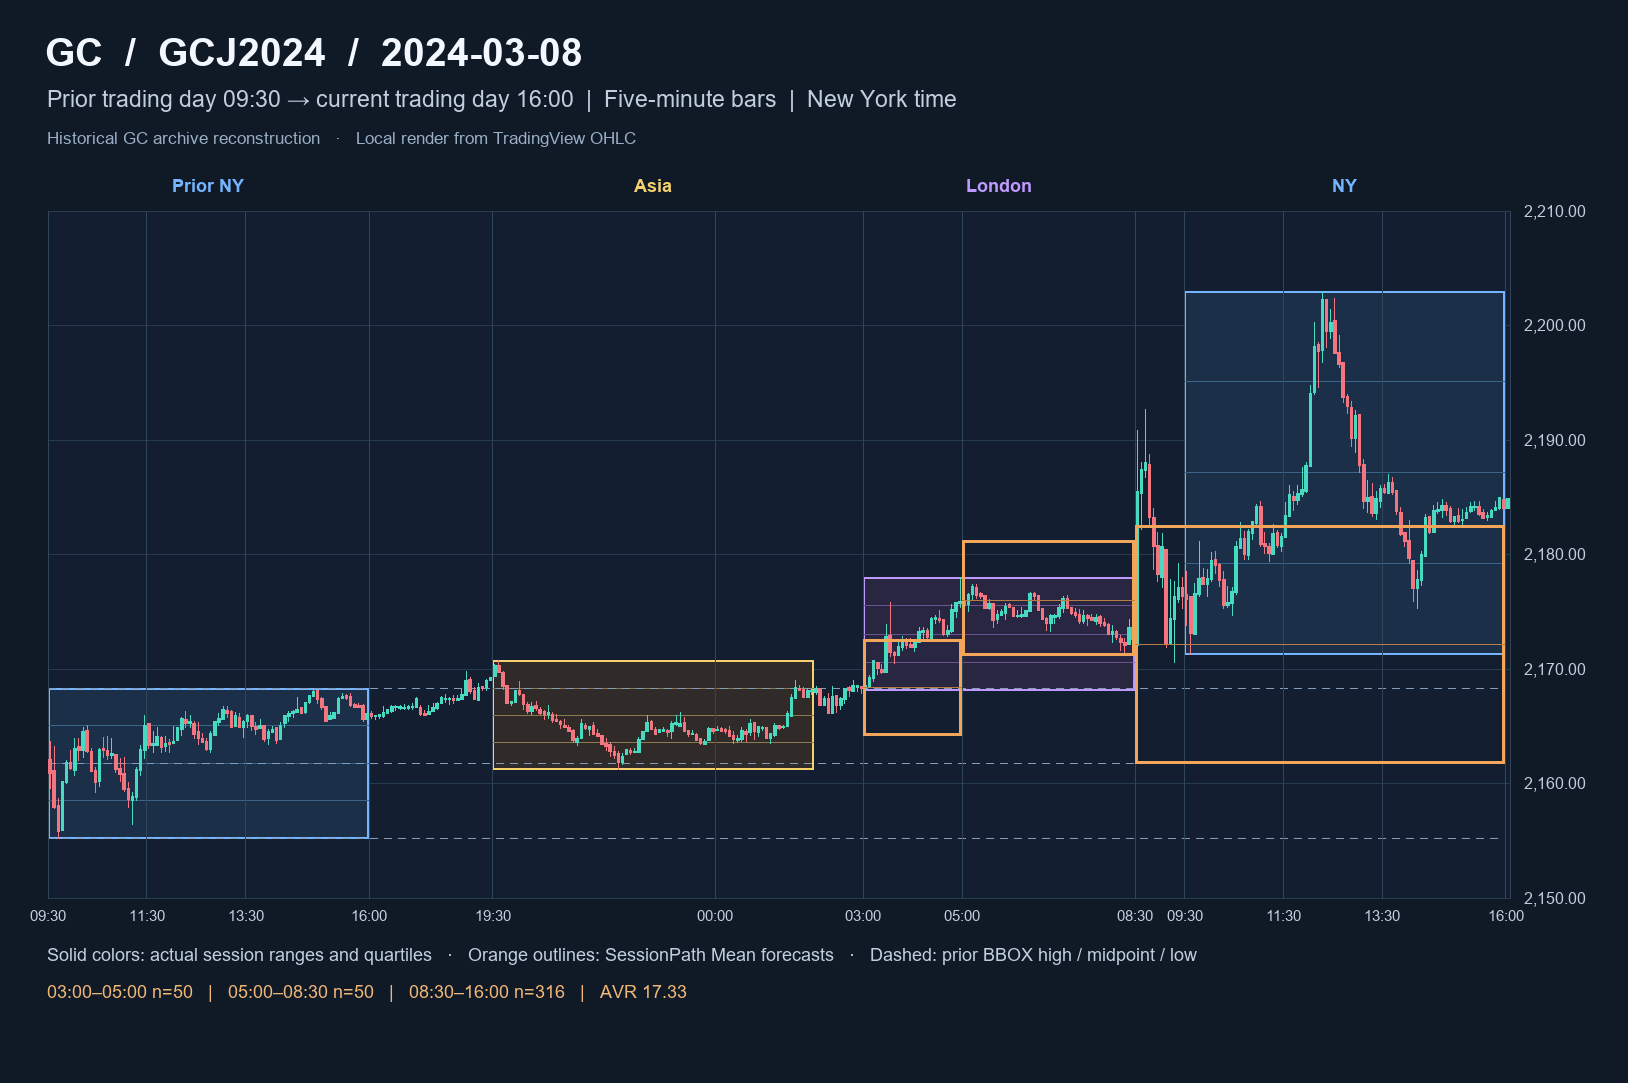 GC / GCJ2024 / 2024-03-08
Prior trading day 09:30 → current trading day 16:00 | Five-minute bars | New York time
Historical GC archive reconstruction · Local render from TradingView OHLC
Prior NY Asia London NY
2,210.00
2,200.00
2,190.00
2,180.00
2,170.00
2,160.00
2,150.00
09:30 11:30 13:30 16:00 19:30 00:00 03:00 05:00 08:30 09:30 11:30 13:30 16:00
Solid colors: actual session ranges and quartiles · Orange outlines: SessionPath Mean forecasts · Dashed: prior BBOX high / midpoint / low
03:00–05:00 n=50 | 05:00–08:30 n=50 | 08:30–16:00 n=316 | AVR 17.33